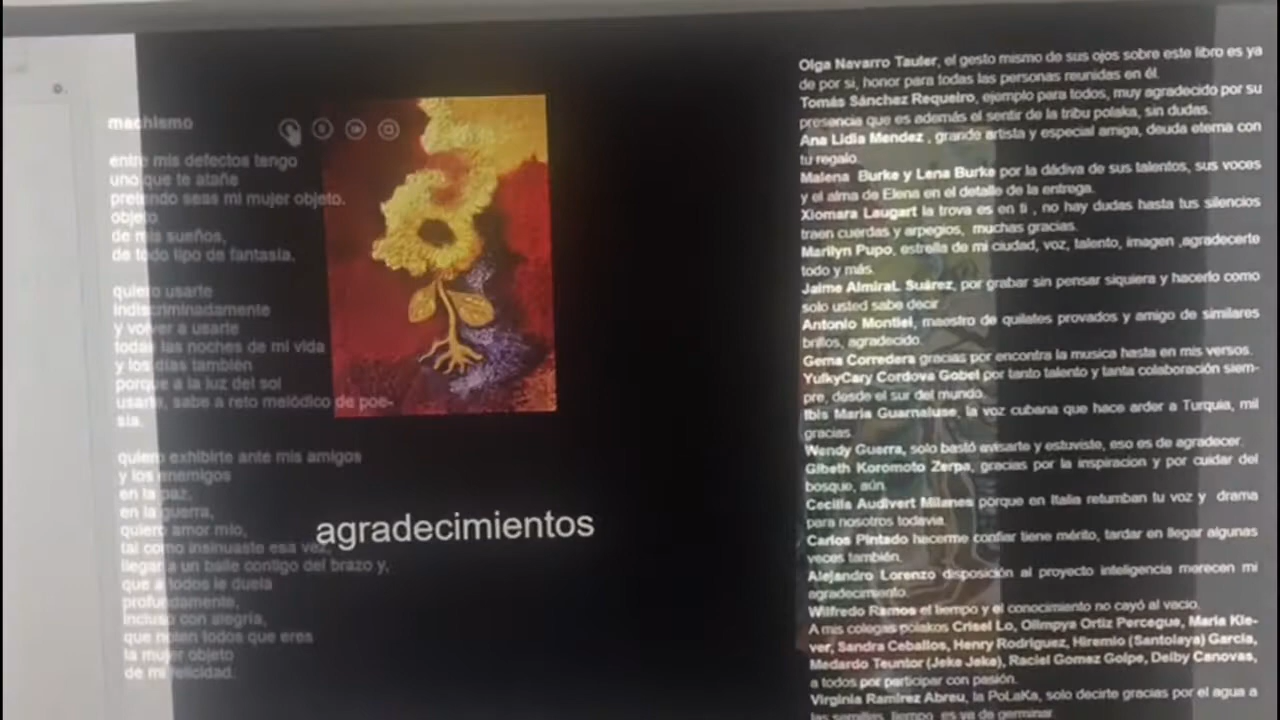 machismo
entre mis defectos tengo
uno que te atañe
pretendo seas mi mujer objeto.
objeto
de mis sueños,
de todo tipo de fantasia.
quiero usarte
indiscriminadamente
y volver a usarte
todas las noches de mi vida
y los dias también
porque a la luz del sol
usarte, sabe a reto melódico de poe-
sia.
quiero exhibirte ante mis amigos
y los enemigos
en la paz,
en la guerra,
quiero amor mio,
tal como insinuaste esa vez,
llegar a un baile contigo del brazo y,
que a todos le duela
profundamente,
incluso con alegria,
que noten todos que eres
la mujer objeto
de mi felicidad.
agradecimientos
Olga Navarro Tauler, el gesto mismo de sus ojos sobre este libro es ya
de por si, honor para todas las personas reunidas en él.
Tomás Sánchez Requeiro, ejemplo para todos, muy agradecido por su
presencia que es además el sentir de la tribu polaka, sin dudas.
Ana Lidia Mendez , grande artista y especial amiga, deuda eterna con
tu regalo.
Malena Burke y Lena Burke por la dádiva de sus talentos, sus voces
y el alma de Elena en el detalle de la entrega.
Xiomara Laugart la trova es en ti , no hay dudas hasta tus silencios
traen cuerdas y arpegios, muchas gracias.
Marilyn Pupo, estrella de mi ciudad, voz, talento, imagen ,agradecerte
todo y más.
Jaime AlmiraL Suárez, por grabar sin pensar siquiera y hacerlo como
solo usted sabe decir
Antonio Montiel, maestro de quilates provados y amigo de similares
brillos, agradecido.
Gema Corredera gracias por encontra la musica hasta en mis versos.
YulkyCary Cordova Gobel por tanto talento y tanta colaboración siem-
pre, desde el sur del mundo.
Ibis Maria Guarnaluse, la voz cubana que hace arder a Turquia, mil
gracias.
Wendy Guerra, solo bastó avisarte y estuviste, eso es de agradecer.
Gibeth Koromoto Zerpa, gracias por la inspiracion y por cuidar del
bosque, aún.
Cecilia Audivert Milanes porque en Italia retumban tu voz y drama
para nosotros todavia.
Carlos Pintado hacerme confiar tiene mérito, tardar en llegar algunas
veces también.
Alejandro Lorenzo disposición al proyecto inteligencia merecen mi
agradecimiento.
Wilfredo Ramos el tiempo y el conocimiento no cayó al vacio.
A mis colegas polakos Crisel Lo, Olimpya Ortiz Percegue, Maria Kle-
ver, Sandra Ceballos, Henry Rodriguez, Hiremio (Santolaya) Garcia,
Medardo Teuntor (Jeke Jeke), Raciel Gomez Golpe, Delby Canovas,
a todos por participar con pasión.
Virginia Ramirez Abreu, la PoLaKa, solo decirte gracias por el agua a
las semillas, tiempo es ya de germinar.